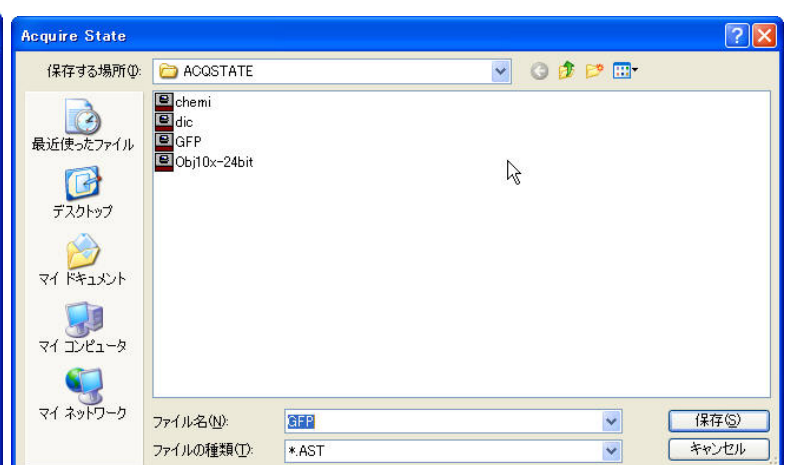 Acquire State
保存する場所(I):
ACQSTATE
chemi
dic
GFP
Obj10x-24bit
最近使ったファイル
デスクトップ
マイ ドキュメント
マイ コンピュータ
マイ ネットワーク
ファイル名(N):
GFP
保存(S)
ファイルの種類(T):
*.AST
キャンセル